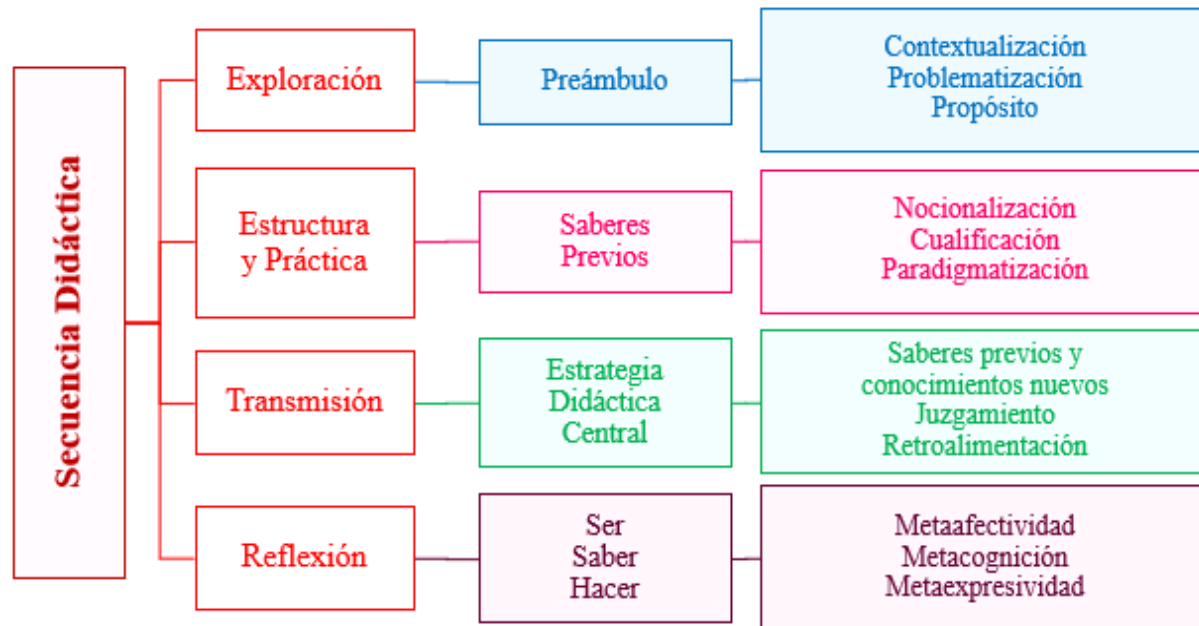 Secuencia Didáctica
Exploración
Preámbulo
Contextualización
Problematización
Propósito
Estructura
y Práctica
Saberes
Previos
Nocionalización
Cualificación
Paradigmatización
Transmisión
Estrategia
Didáctica
Central
Saberes previos y
conocimientos nuevos
Juzgamiento
Retroalimentación
Reflexión
Ser
Saber
Hacer
Metaafectividad
Metacognición
Metaexpresividad